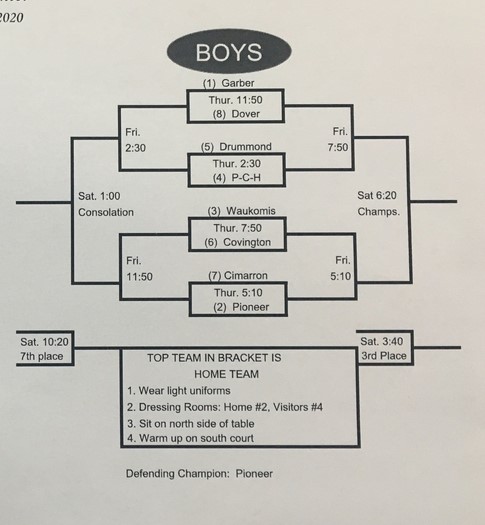 2020
BOYS
(1) Garber
Thur. 11:50
(8) Dover
Fri.
2:30
Fri.
7:50
(5) Drummond
Thur. 2:30
(4) P-C-H
Sat. 1:00
Consolation
Sat 6:20
Champs.
(3) Waukomis
Thur. 7:50
(6) Covington
Fri.
11:50
Fri.
5:10
(7) Cimarron
Thur. 5:10
(2) Pioneer
Sat. 10:20
7th place
Sat. 3:40
3rd Place
TOP TEAM IN BRACKET IS
HOME TEAM
1. Wear light uniforms
2. Dressing Rooms: Home #2, Visitors #4
3. Sit on north side of table
4. Warm up on south court
Defending Champion: Pioneer